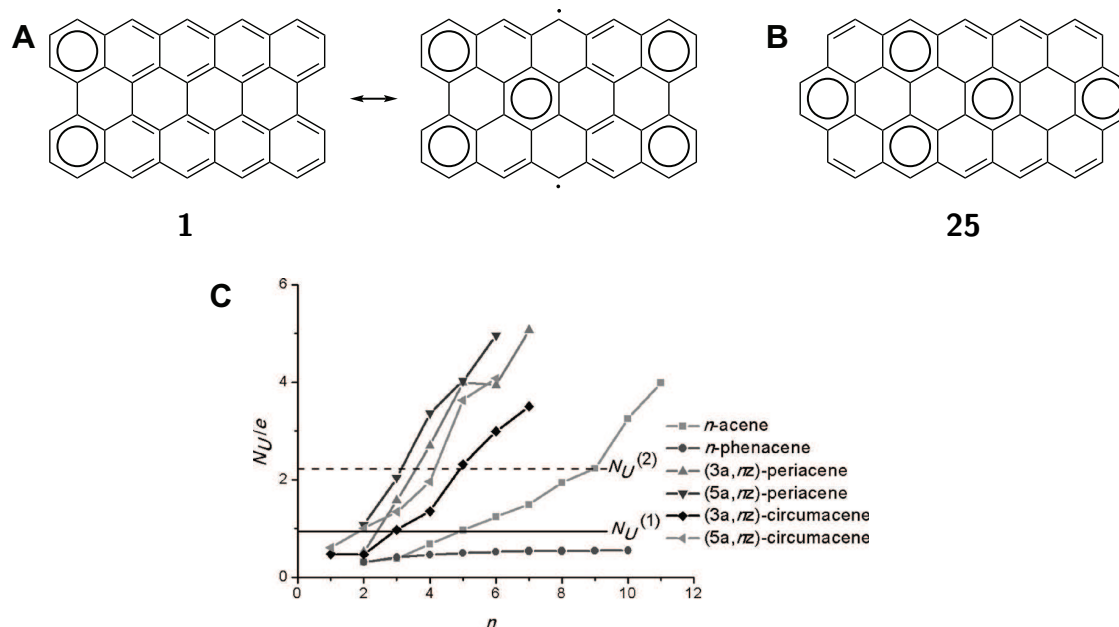 A
B
1
25
C
6
4
2
0
N_U/e
N_U^(2)
N_U^(1)
0 2 4 6 8 10 12
n
n-acene
n-phenacene
(3a,nz)-periacene
(5a,nz)-periacene
(3a,nz)-circumacene
(5a,nz)-circumacene